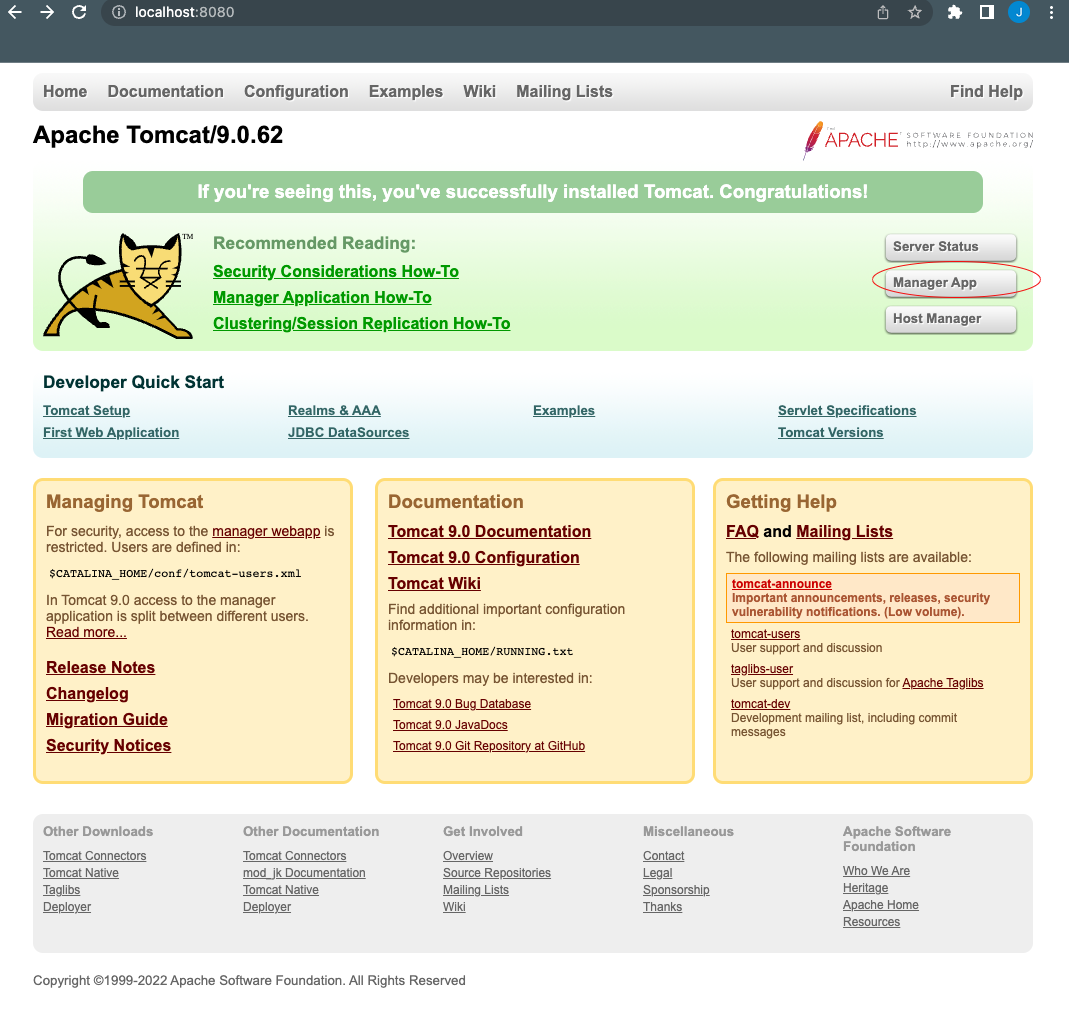 localhost:8080
J
Home Documentation Configuration Examples Wiki Mailing Lists Find Help
Apache Tomcat/9.0.62
THE
APACHE™ SOFTWARE FOUNDATION
http://www.apache.org/
If you're seeing this, you've successfully installed Tomcat. Congratulations!
TM
Recommended Reading:
Security Considerations How-To
Manager Application How-To
Clustering/Session Replication How-To
Server Status
Manager App
Host Manager
Developer Quick Start
Tomcat Setup
First Web Application
Realms & AAA
JDBC DataSources
Examples
Servlet Specifications
Tomcat Versions
Managing Tomcat
For security, access to the manager webapp is
restricted. Users are defined in:
$CATALINA_HOME/conf/tomcat-users.xml
In Tomcat 9.0 access to the manager
application is split between different users.
Read more...
Release Notes
Changelog
Migration Guide
Security Notices
Documentation
Tomcat 9.0 Documentation
Tomcat 9.0 Configuration
Tomcat Wiki
Find additional important configuration
information in:
$CATALINA_HOME/RUNNING.txt
Developers may be interested in:
Tomcat 9.0 Bug Database
Tomcat 9.0 JavaDocs
Tomcat 9.0 Git Repository at GitHub
Getting Help
FAQ and Mailing Lists
The following mailing lists are available:
tomcat-announce
Important announcements, releases, security
vulnerability notifications. (Low volume).
tomcat-users
User support and discussion
taglibs-user
User support and discussion for Apache Taglibs
tomcat-dev
Development mailing list, including commit
messages
Other Downloads
Tomcat Connectors
Tomcat Native
Taglibs
Deployer
Other Documentation
Tomcat Connectors
mod_jk Documentation
Tomcat Native
Deployer
Get Involved
Overview
Source Repositories
Mailing Lists
Wiki
Miscellaneous
Contact
Legal
Sponsorship
Thanks
Apache Software
Foundation
Who We Are
Heritage
Apache Home
Resources
Copyright ©1999-2022 Apache Software Foundation. All Rights Reserved